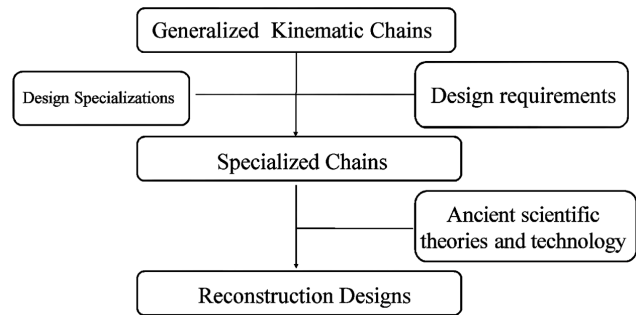 Generalized Kinematic Chains
Design Specializations
Design requirements
Specialized Chains
Ancient scientific
theories and technology
Reconstruction Designs